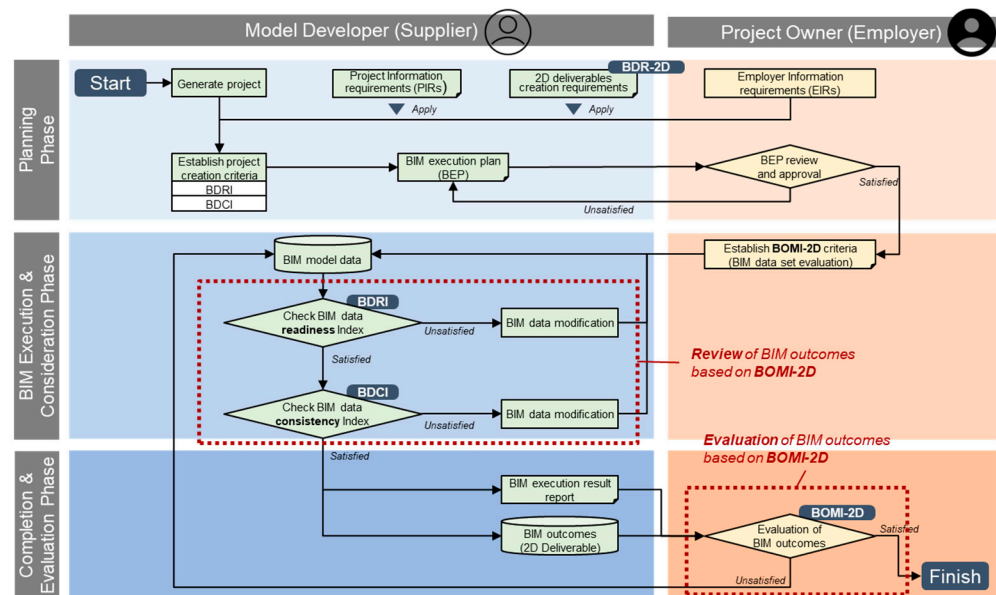 Model Developer (Supplier)
Project Owner (Employer)
Planning
Phase
Start
Generate project
Project Information
requirements (PIRs)
BDR-2D
2D deliverables
creation requirements
Employer Information
requirements (EIRs)
Apply
Apply
Establish project
creation criteria
BDRI
BDCI
BIM execution plan
(BEP)
BEP review
and approval
Satisfied
Unsatisfied
BIM Execution &
Consideration Phase
BIM model data
Establish BOMI-2D criteria
(BIM data set evaluation)
BDRI
Check BIM data
readiness Index
Unsatisfied
BIM data modification
Satisfied
Review of BIM outcomes
based on BOMI-2D
BDCI
Check BIM data
consistency Index
Unsatisfied
BIM data modification
Satisfied
Evaluation of BIM outcomes
based on BOMI-2D
Completion &
Evaluation Phase
BIM execution result
report
BIM outcomes
(2D Deliverable)
BOMI-2D
Evaluation of
BIM outcomes
Satisfied
Unsatisfied
Finish